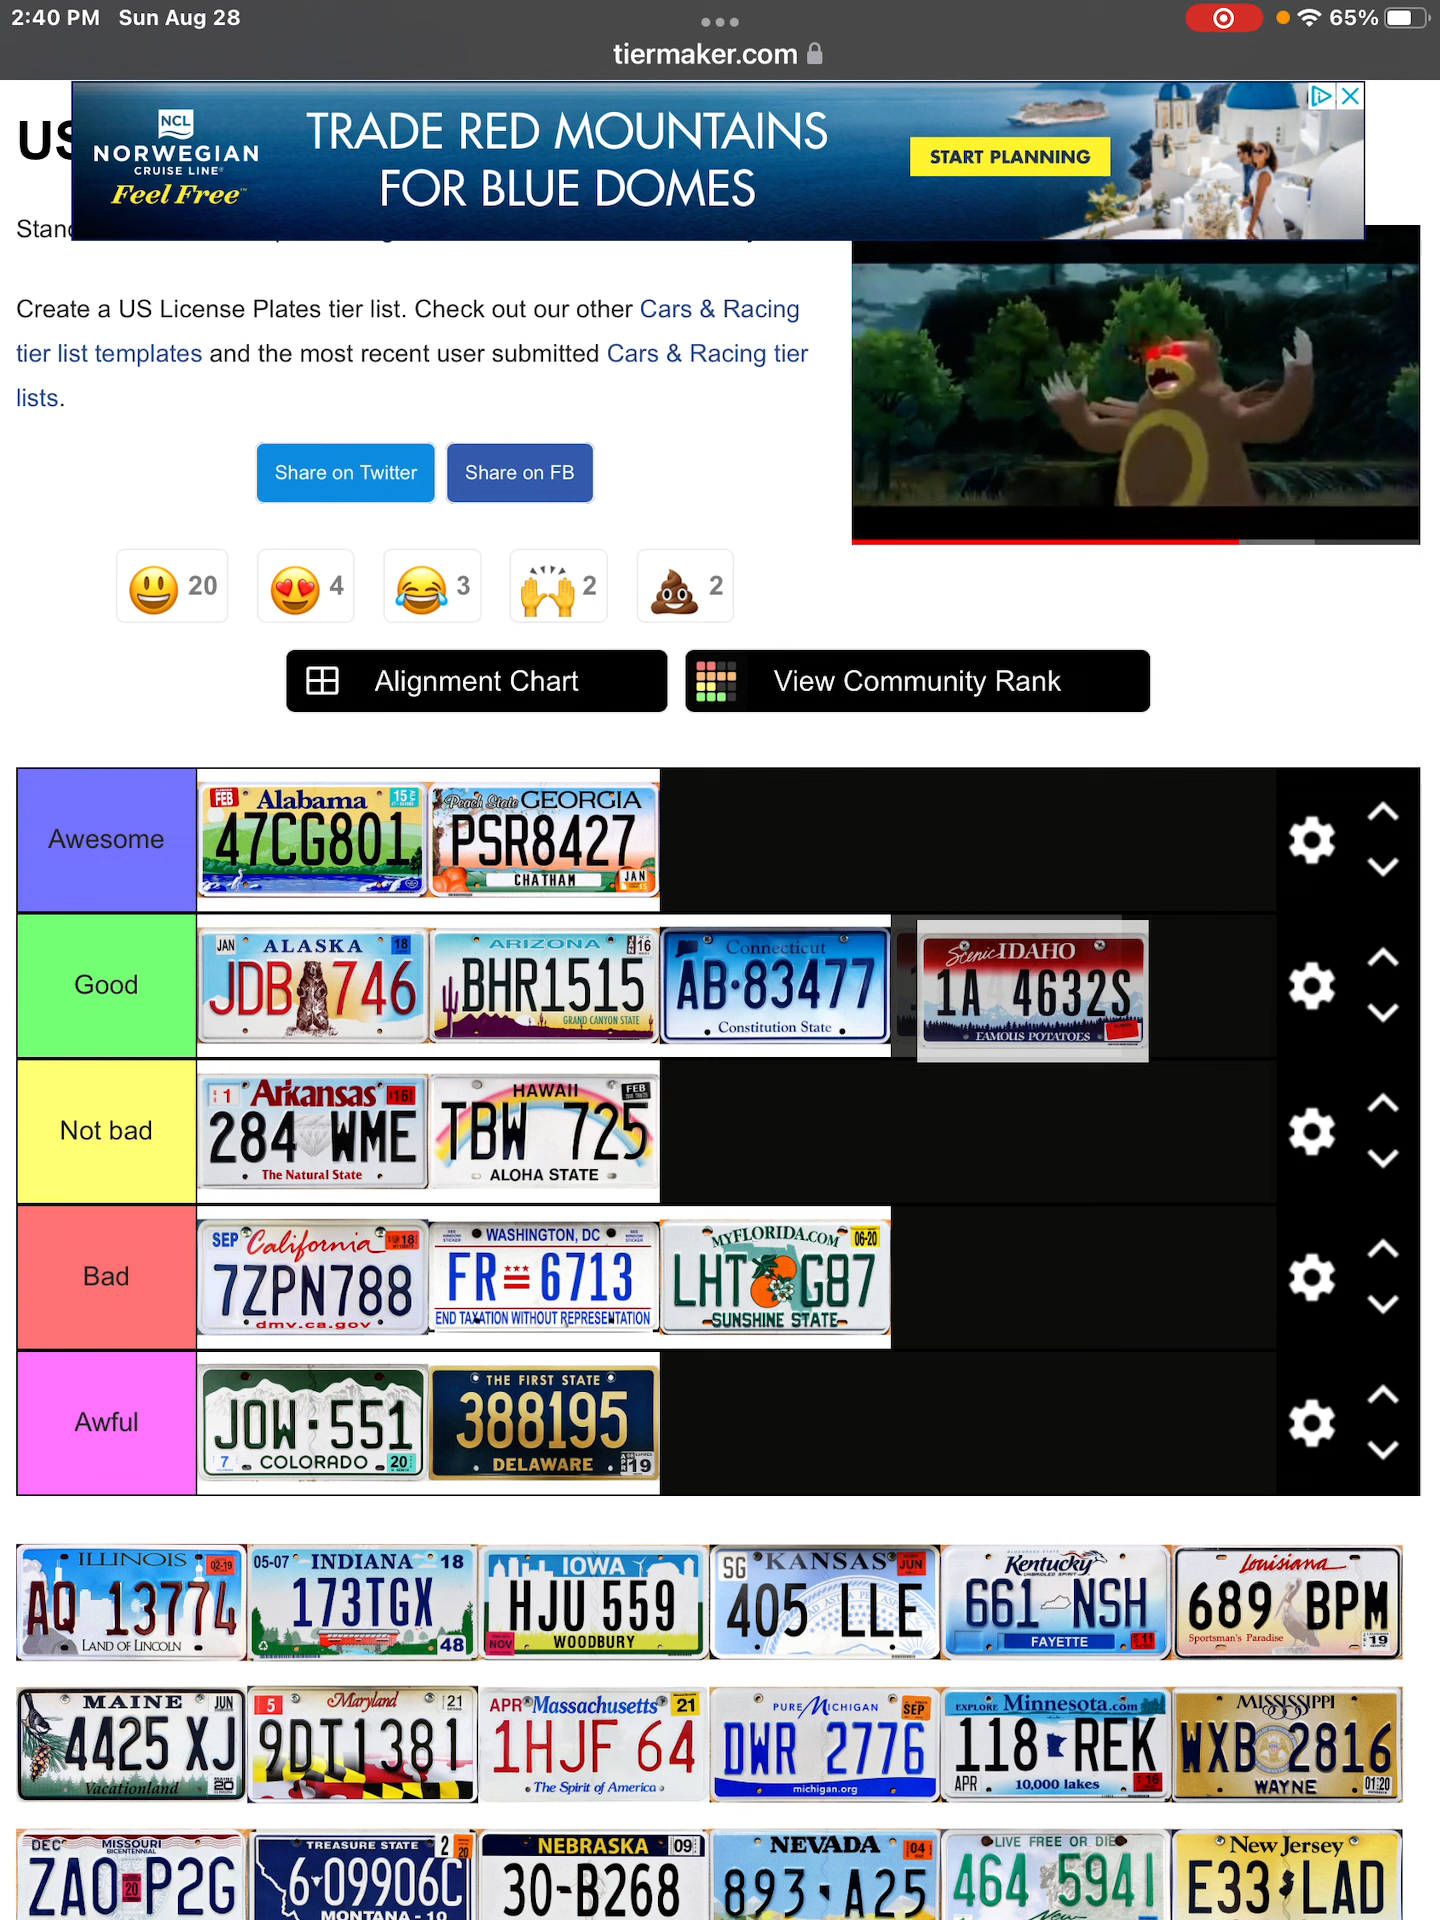 2:40 PM Sun Aug 28
65%
tiermaker.com
US
NCL
NORWEGIAN
CRUISE LINE
Feel Free
TRADE RED MOUNTAINS
FOR BLUE DOMES
START PLANNING
Create a US License Plates tier list. Check out our other Cars & Racing
tier list templates and the most recent user submitted Cars & Racing tier
lists.
Share on Twitter
Share on FB
20
4
3
2
2
Alignment Chart
View Community Rank
Awesome
FEB Alabama 15
47CG801
Peach State GEORGIA
PSR8427
CHATHAM JAN
Good
JAN ALASKA 18
JDB 746
ARIZONA 16
BHR1515
GRAND CANYON STATE
Connecticut
AB·83477
Constitution State
Scenic IDAHO
1A 4632S
FAMOUS POTATOES
Not bad
1 Arkansas 16
284 WME
The Natural State
HAWAII FEB
TBW 725
ALOHA STATE
Bad
SEP California 18
7ZPN788
dmv.ca.gov
WASHINGTON, DC
FR 6713
END TAXATION WITHOUT REPRESENTATION
MYFLORIDA.COM 06-20
LHT G87
SUNSHINE STATE
Awful
JOW·551
7 COLORADO 20
THE FIRST STATE
388195
DELAWARE 19
ILLINOIS 02-19
AQ 13774
LAND OF LINCOLN
05-07 INDIANA 18
173TGX
48
IOWA
HJU 559
NOV WOODBURY
SG KANSAS JUN
405 LLE
Kentucky
UNBRIDLED SPIRIT
661 NSH
FAYETTE 11
Louisiana
689 BPM
Sportsman's Paradise 19
MAINE JUN
4425 XJ
Vacationland 20
5 Maryland 21
9DT1381
APR Massachusetts 21
1HJF 64
The Spirit of America
PURE MICHIGAN SEP
DWR 2776
michigan.org
EXPLORE Minnesota.com
118 REK
APR 10,000 lakes 16
MISSISSIPPI
WXB 2816
WAYNE 01 20
DEC MISSOURI
BICENTENNIAL
ZA0 P2G
20
TREASURE STATE 2 20
6-09906C
MONTANA - 10
NEBRASKA 09
30-B268
NEVADA 04
893·A25
LIVE FREE OR DIE
464 5941
New
New Jersey
E33 LAD